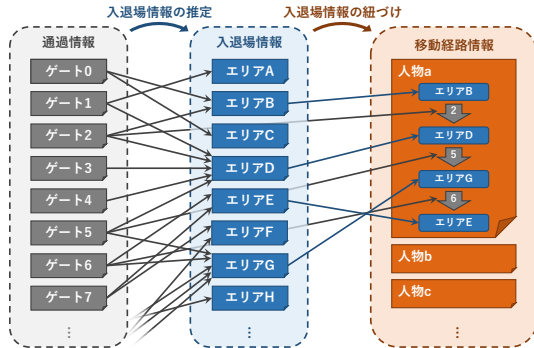 入退場情報の推定
入退場情報の紐づけ
通過情報
ゲート0
ゲート1
ゲート2
ゲート3
ゲート4
ゲート5
ゲート6
ゲート7
⋮
入退場情報
エリアA
エリアB
エリアC
エリアD
エリアE
エリアF
エリアG
エリアH
⋮
移動経路情報
人物a
エリアB
2
エリアD
5
エリアG
6
エリアE
人物b
人物c
⋮